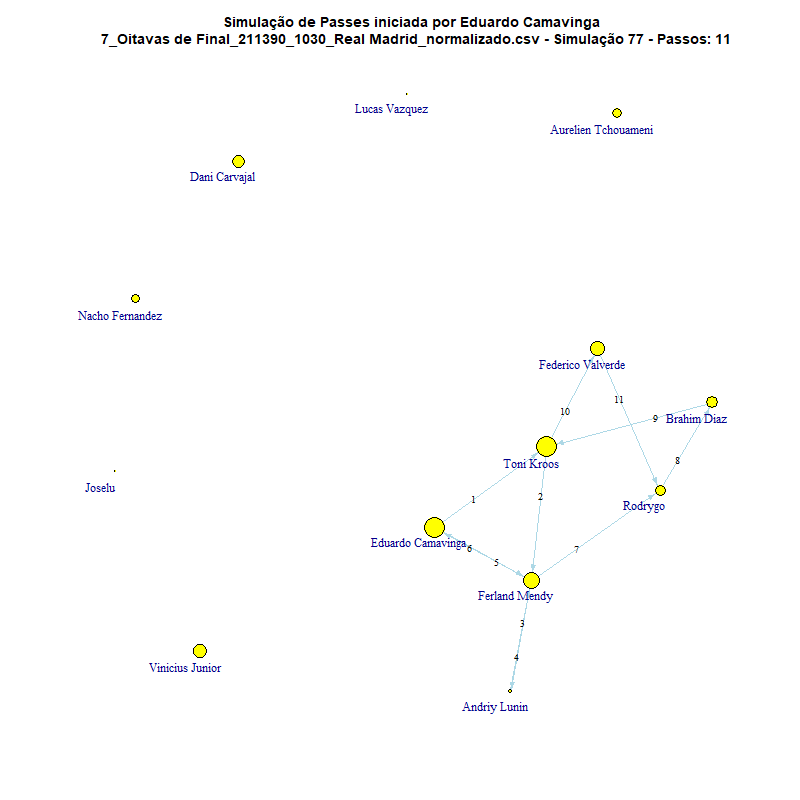 Simulação de Passes iniciada por Eduardo Camavinga
7_Oitavas de Final_211390_1030_Real Madrid_normalizado.csv - Simulação 77 - Passos: 11
Lucas Vazquez
Aurelien Tchouameni
Dani Carvajal
Nacho Fernandez
Federico Valverde
11
10
9
Brahim Diaz
Toni Kroos
8
Joselu
1
2
Rodrygo
Eduardo Camavinga
6
7
5
Ferland Mendy
3
4
Vinicius Junior
Andriy Lunin